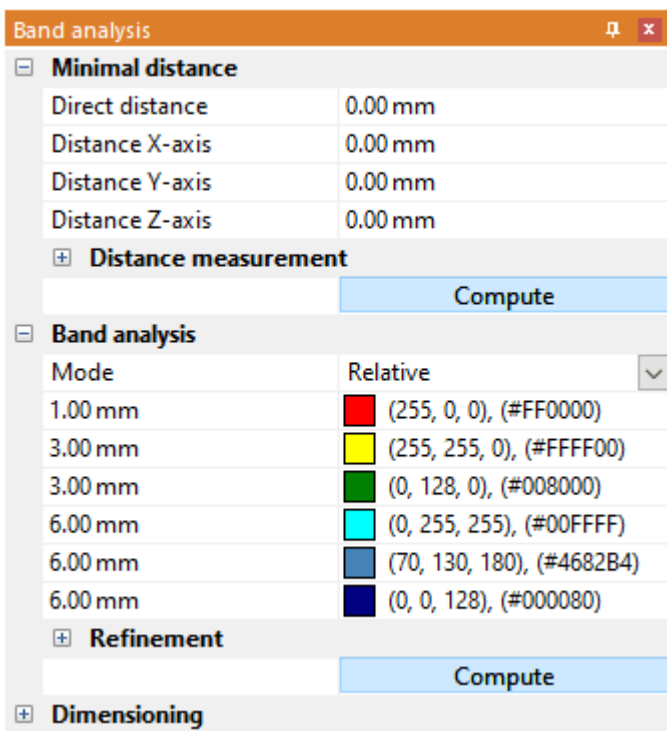 Band analysis
Minimal distance
Direct distance 0.00 mm
Distance X-axis 0.00 mm
Distance Y-axis 0.00 mm
Distance Z-axis 0.00 mm
Distance measurement
Compute
Band analysis
Mode Relative
1.00 mm (255, 0, 0), (#FF0000)
3.00 mm (255, 255, 0), (#FFFF00)
3.00 mm (0, 128, 0), (#008000)
6.00 mm (0, 255, 255), (#00FFFF)
6.00 mm (70, 130, 180), (#4682B4)
6.00 mm (0, 0, 128), (#000080)
Refinement
Compute
Dimensioning